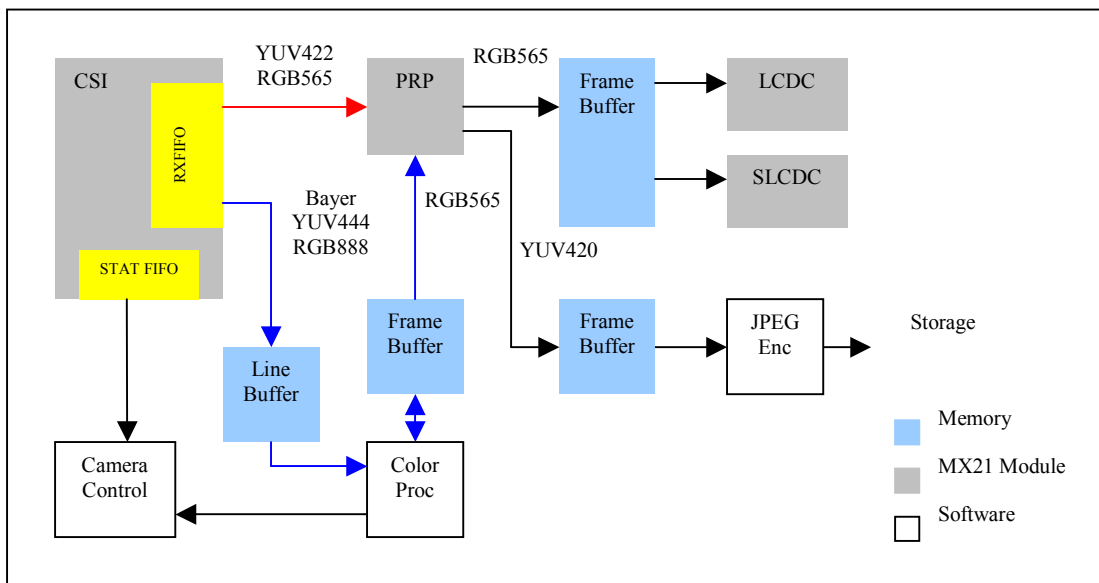 CSI
RXFIFO
STAT FIFO
YUV422
RGB565
PRP
RGB565
Frame
Buffer
LCDC
SLCDC
Bayer
YUV444
RGB888
RGB565
YUV420
Line
Buffer
Frame
Buffer
Frame
Buffer
JPEG
Enc
Storage
Camera
Control
Color
Proc
Memory
MX21 Module
Software